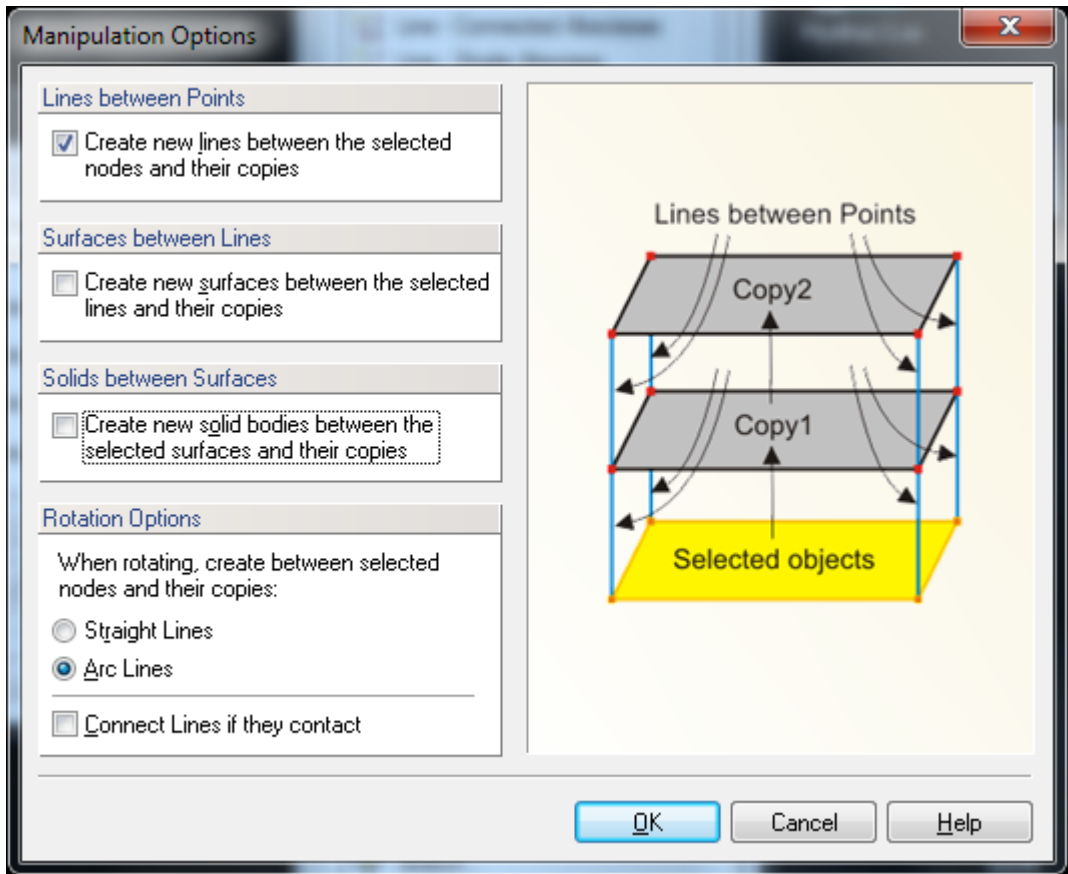 Manipulation Options
Lines between Points
Create new lines between the selected
nodes and their copies
Surfaces between Lines
Create new surfaces between the selected
lines and their copies
Solids between Surfaces
Create new solid bodies between the
selected surfaces and their copies
Rotation Options
When rotating, create between selected
nodes and their copies:
Straight Lines
Arc Lines
Connect Lines if they contact
Lines between Points
Copy2
Copy1
Selected objects
OK
Cancel
Help